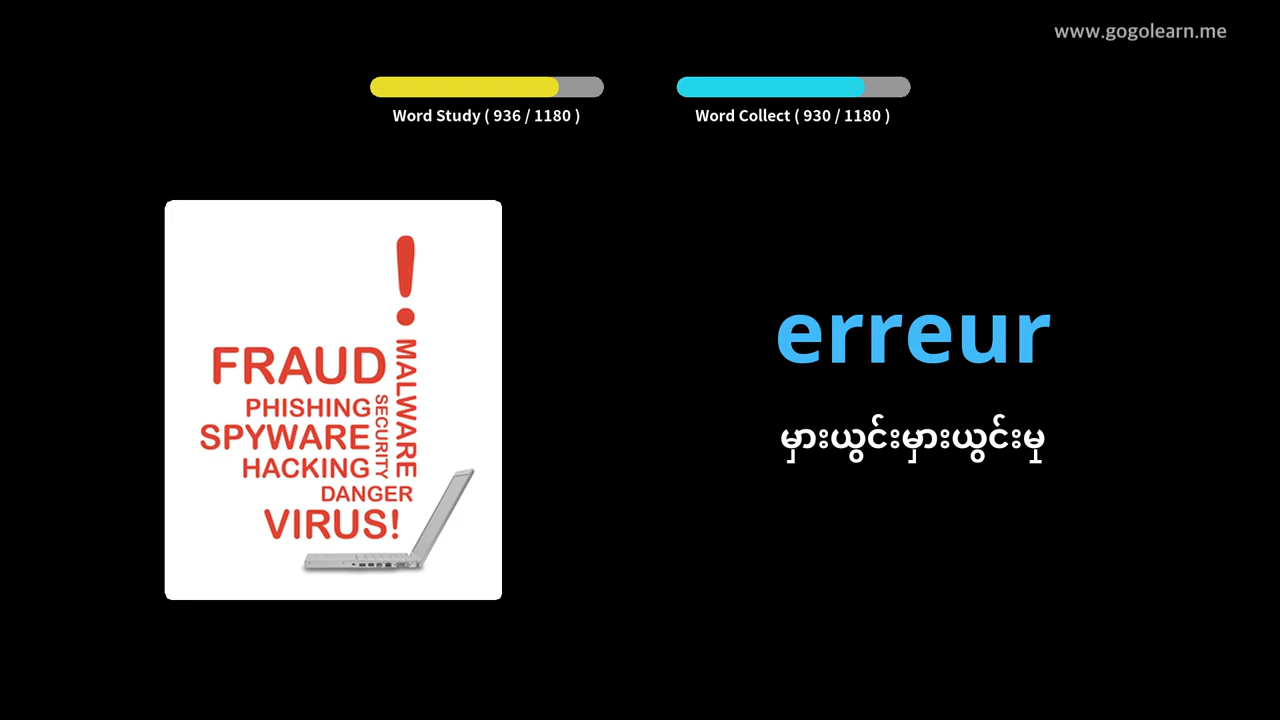 www.gogolearn.me
Word Study ( 936 / 1180 )
Word Collect ( 930 / 1180 )
!
FRAUD
MALWARE
PHISHING
SECURITY
SPYWARE
HACKING
DANGER
VIRUS!
erreur
မှားယွင်းမှားယွင်းမှ